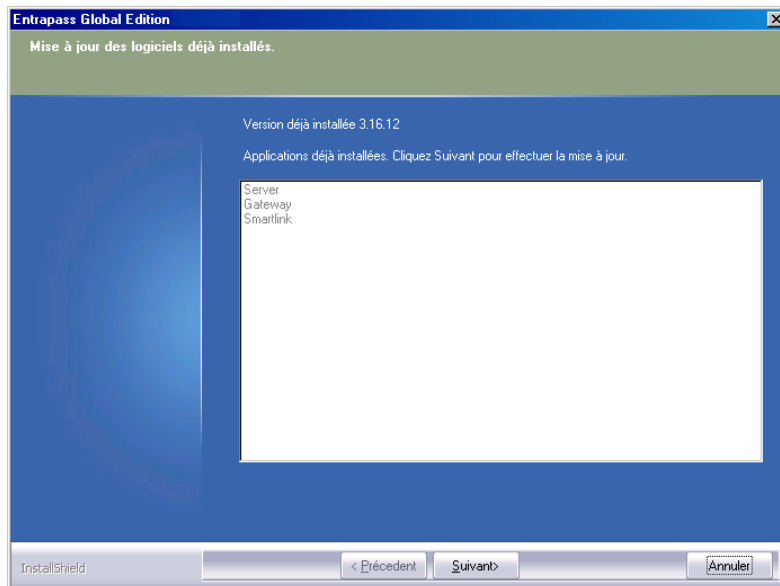 Entrapass Global Edition
Mise à jour des logiciels déjà installés.
Version déjà installée 3.16.12
Applications déjà installées. Cliquez Suivant pour effectuer la mise à jour.
Server
Gateway
Smartlink
InstallShield
< Précedent
Suivant>
Annuler